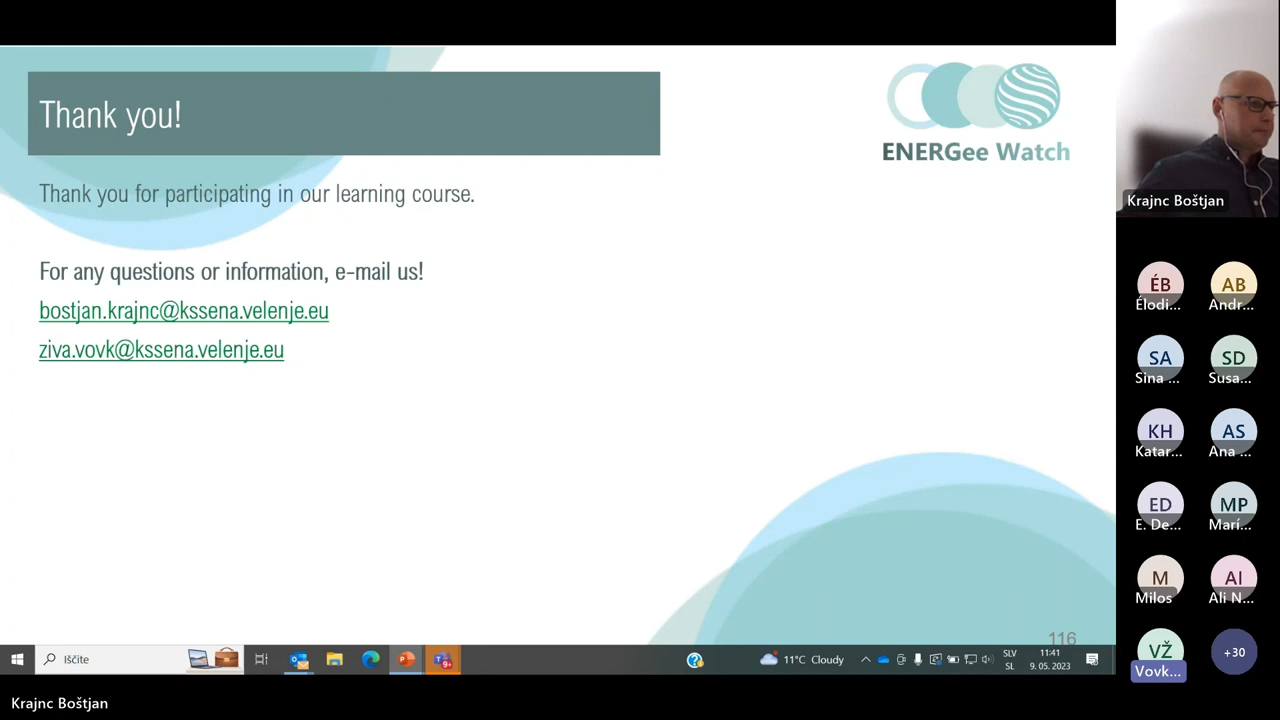 Thank you!
ENERGee Watch
Thank you for participating in our learning course.
For any questions or information, e-mail us!
bostjan.krajnc@kssena.velenje.eu
ziva.vovk@kssena.velenje.eu
116
Iščite
11°C Cloudy
SLV
SL
11:41
9. 05. 2023
Krajnc Boštjan
Krajnc Boštjan
ÉB
Élodi...
AB
Andr...
SA
Sina ...
SD
Susa...
KH
Katar...
AS
Ana ...
ED
E. De...
MP
Marí...
M
Milos
AI
Ali N...
VŽ
Vovk...
+30